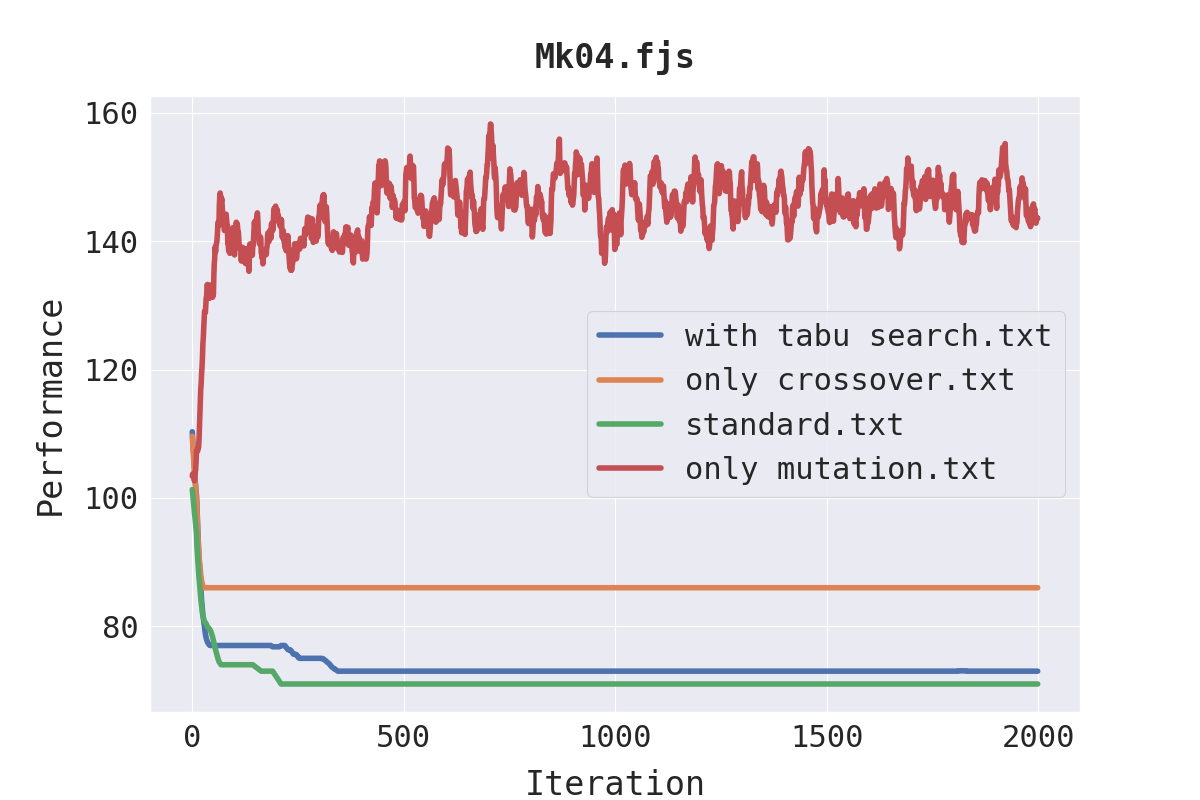 Mk04.fjs
Performance
160
140
120
100
80
with tabu search.txt
only crossover.txt
standard.txt
only mutation.txt
0 500 1000 1500 2000
Iteration